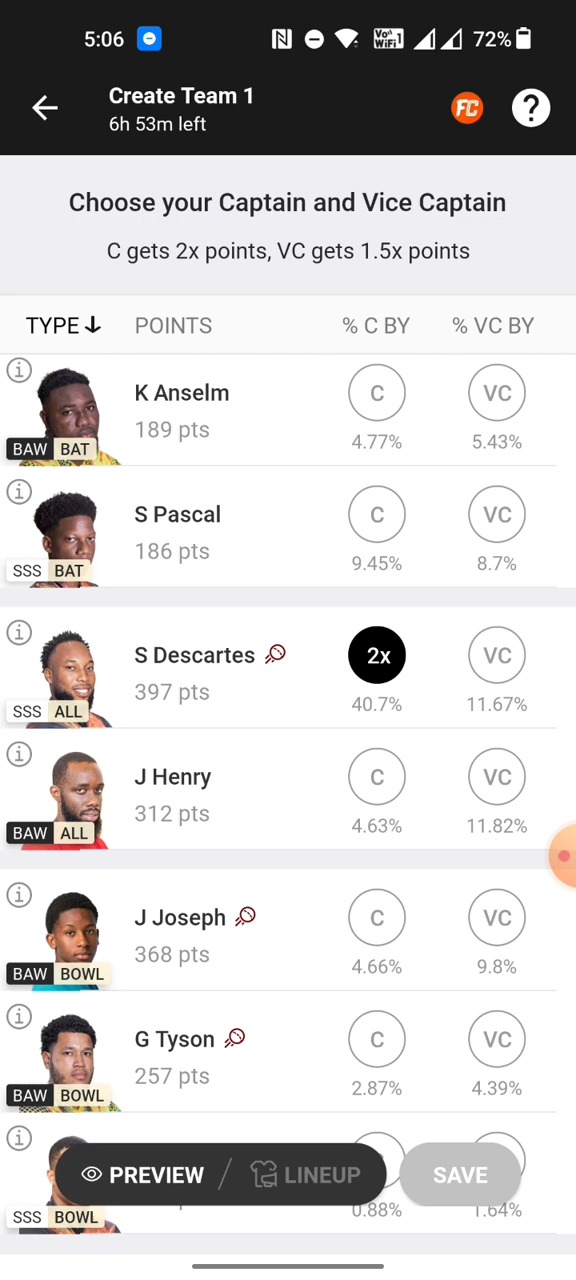 5:06
Vo WiFi 1
72%
Create Team 1
6h 53m left
FC
?
Choose your Captain and Vice Captain
C gets 2x points, VC gets 1.5x points
TYPE POINTS % C BY % VC BY
K Anselm
189 pts
C
VC
4.77%
5.43%
BAW BAT
S Pascal
186 pts
C
VC
9.45%
8.7%
SSS BAT
S Descartes
397 pts
2x
VC
40.7%
11.67%
SSS ALL
J Henry
312 pts
C
VC
4.63%
11.82%
BAW ALL
J Joseph
368 pts
C
VC
4.66%
9.8%
BAW BOWL
G Tyson
257 pts
C
VC
2.87%
4.39%
BAW BOWL
PREVIEW / LINEUP
SAVE
0.88%
1.64%
SSS BOWL